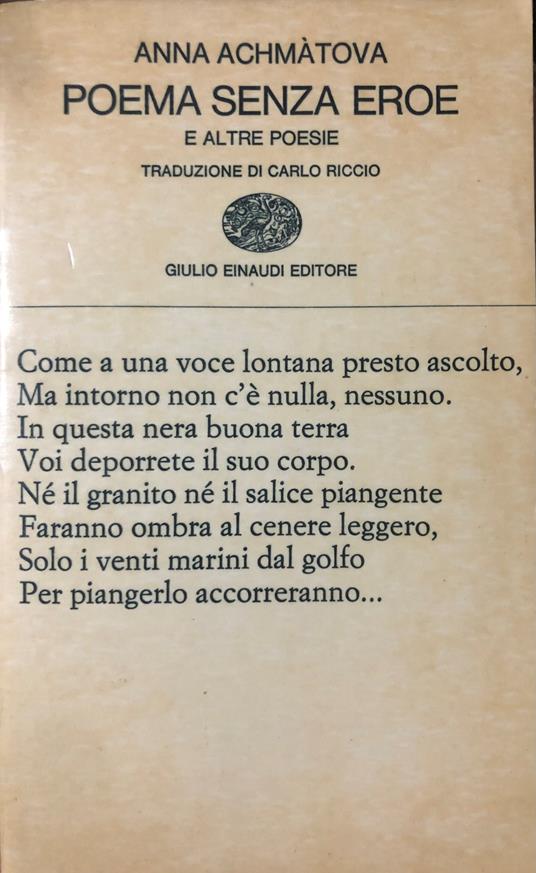 ANNA ACHMÀTOVA
POEMA SENZA EROE
E ALTRE POESIE
TRADUZIONE DI CARLO RICCIO
GIULIO EINAUDI EDITORE
Come a una voce lontana presto ascolto,
Ma intorno non c'è nulla, nessuno.
In questa nera buona terra
Voi deporrete il suo corpo.
Né il granito né il salice piangente
Faranno ombra al cenere leggero,
Solo i venti marini dal golfo
Per piangerlo accorreranno...